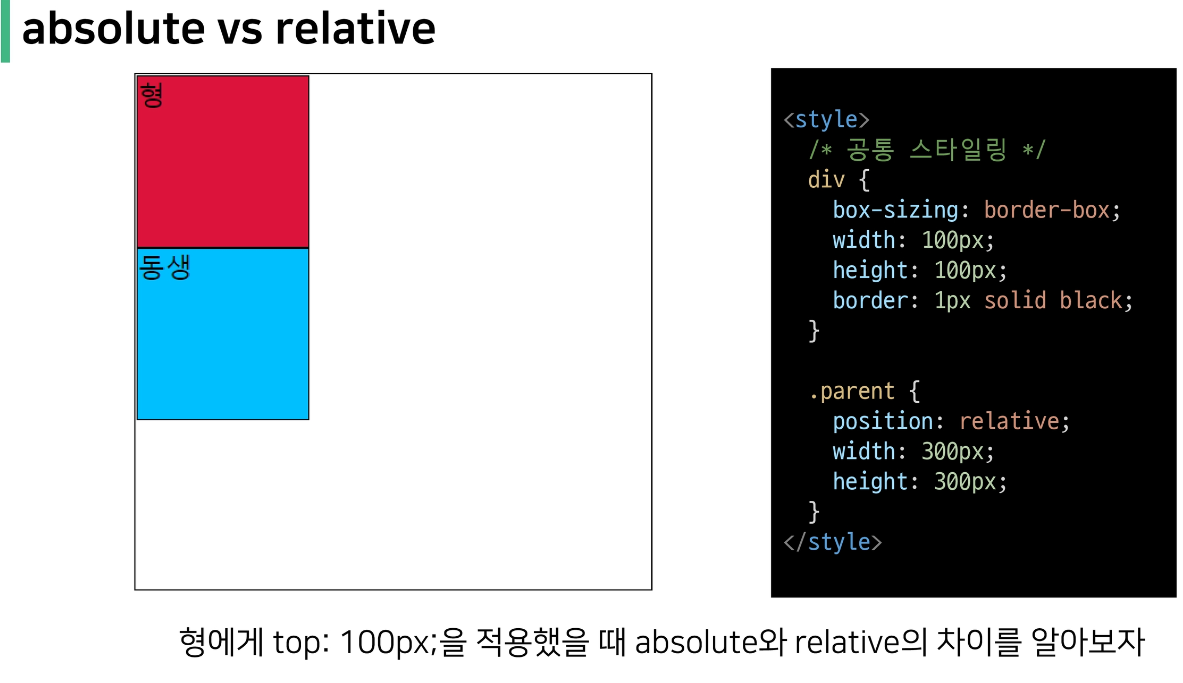 absolute vs relative
형
동생
<style>
/* 공통 스타일링 */
div {
box-sizing: border-box;
width: 100px;
height: 100px;
border: 1px solid black;
}
.parent {
position: relative;
width: 300px;
height: 300px;
}
</style>
형에게 top: 100px;을 적용했을 때 absolute와 relative의 차이를 알아보자